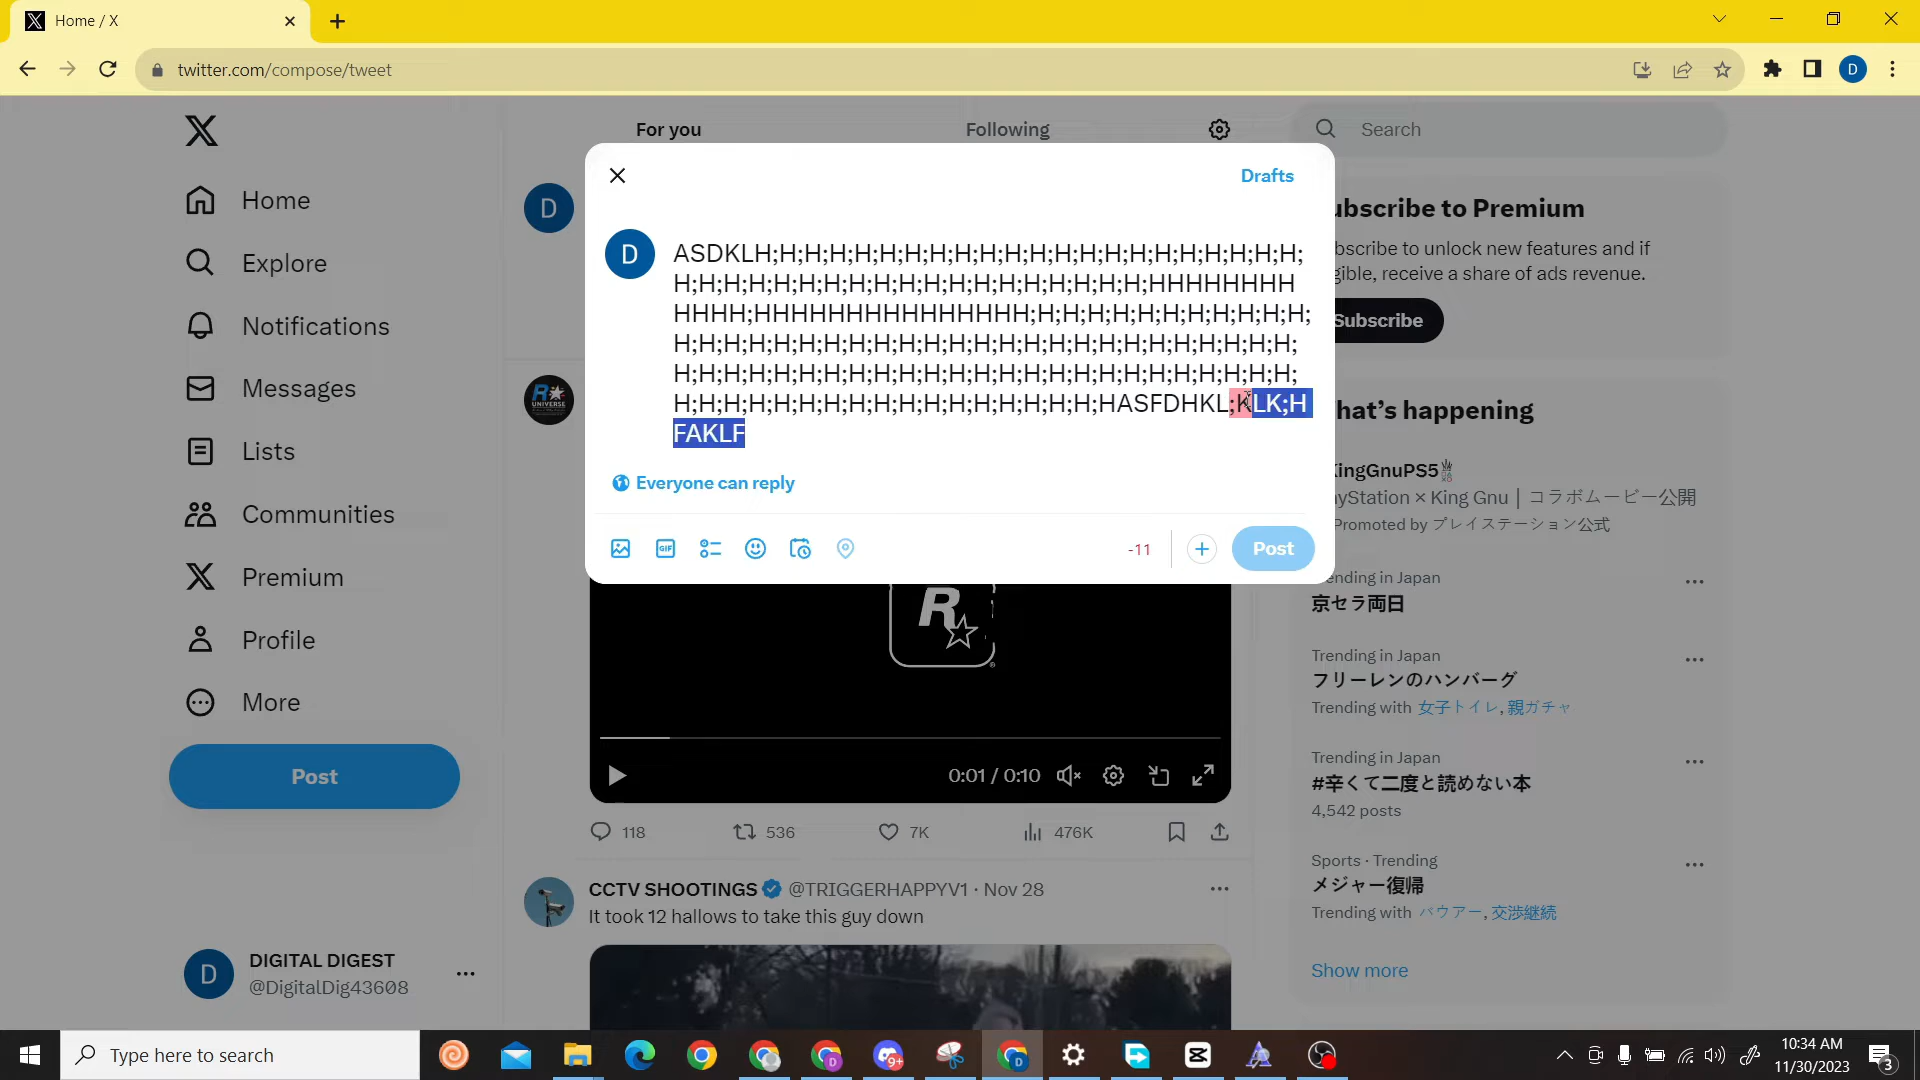 Home / X
twitter.com/compose/tweet
D
For you
Following
Search
Home
Explore
Notifications
Messages
Lists
Communities
Premium
Profile
More
Post
DIGITAL DIGEST
@DigitalDig43608
D
D
Drafts
D
ASDKLH;H;H;H;H;H;H;H;H;H;H;H;H;H;H;H;H;H;H;H;H;H;H;
H;H;H;H;H;H;H;H;H;H;H;H;H;H;H;H;H;H;H;HHHHHHHH
HHHH;HHHHHHHHHHHHHHH;H;H;H;H;H;H;H;H;H;H;H;
H;H;H;H;H;H;H;H;H;H;H;H;H;H;H;H;H;H;H;H;H;H;H;H;H;
H;H;H;H;H;H;H;H;H;H;H;H;H;H;H;H;H;H;H;H;H;H;H;H;H;
H;H;H;H;H;H;H;H;H;H;H;H;H;H;H;H;H;HASFDHKL;KLK;H
FAKLF
Everyone can reply
GIF
-11
Post
R
UNIVERSE
R
0:01 / 0:10
118
536
7K
476K
CCTV SHOOTINGS @TRIGGERHAPPYV1 · Nov 28
It took 12 hallows to take this guy down
ubscribe to Premium
bscribe to unlock new features and if
gible, receive a share of ads revenue.
Subscribe
hat's happening
KingGnuPS5
yStation × King Gnu｜コラボムービー公開
Promoted by プレイステーション公式
ending in Japan
京セラ両日
Trending in Japan
フリーレンのハンバーグ
Trending with 女子トイレ, 親ガチャ
Trending in Japan
#辛くて二度と読めない本
4,542 posts
Sports · Trending
メジャー復帰
Trending with バウアー, 交渉継続
Show more
Type here to search
9+
10:34 AM
11/30/2023
3